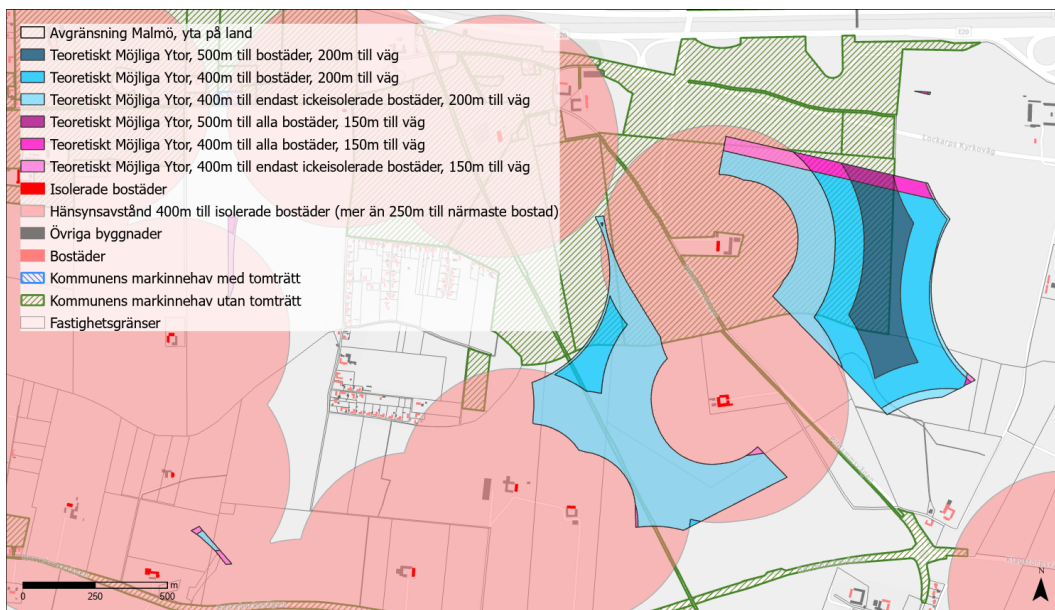 Avgränsning Malmö, yta på land
Teoretiskt Möjliga Ytor, 500m till bostäder, 200m till väg
Teoretiskt Möjliga Ytor, 400m till bostäder, 200m till väg
Teoretiskt Möjliga Ytor, 400m till endast ickeisolerade bostäder, 200m till väg
Teoretiskt Möjliga Ytor, 500m till alla bostäder, 150m till väg
Teoretiskt Möjliga Ytor, 400m till alla bostäder, 150m till väg
Teoretiskt Möjliga Ytor, 400m till endast ickeisolerade bostäder, 150m till väg
Isolerade bostäder
Hänsynsavstånd 400m till isolerade bostäder (mer än 250m till närmaste bostad)
Övriga byggnader
Bostäder
Kommunens markinnehav med tomträtt
Kommunens markinnehav utan tomträtt
Fastighetsgränser
E20
Lockarps Kyrkoväg
m
0 250 500
N